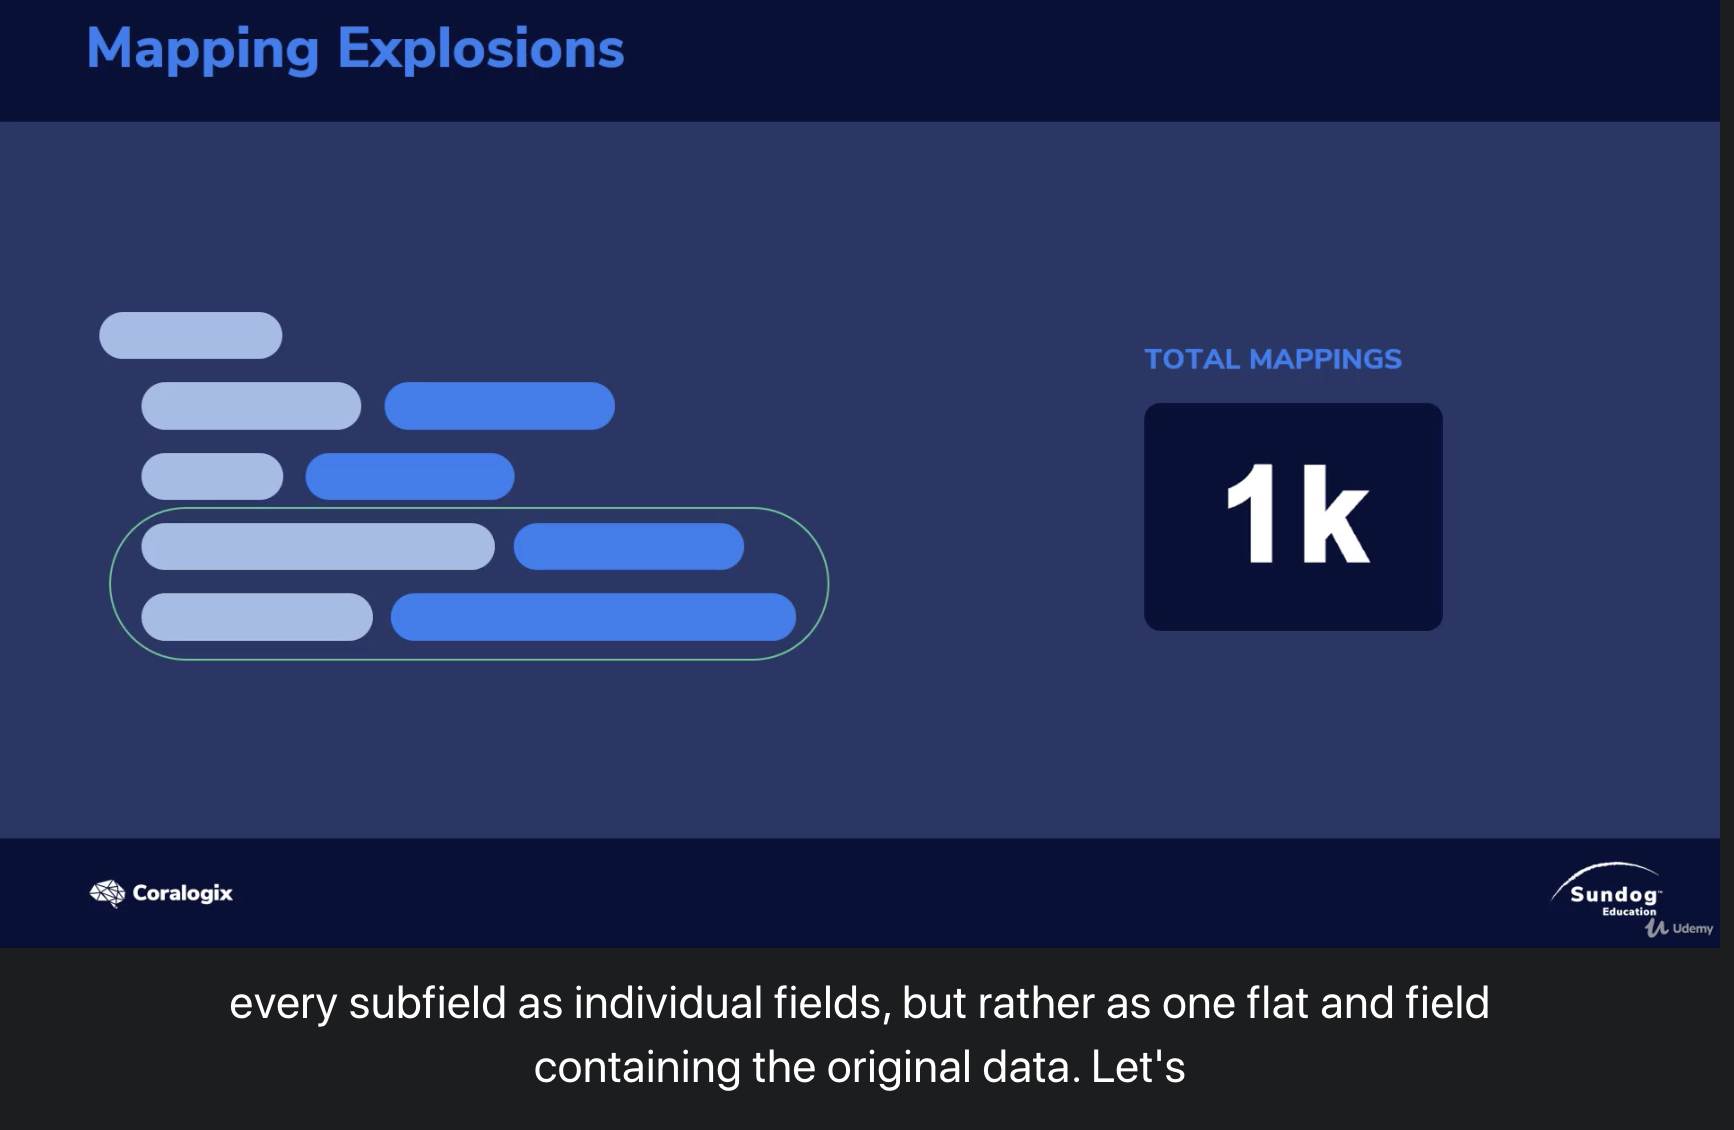 Mapping Explosions
TOTAL MAPPINGS
1k
Coralogix
Sundog™
Education
Udemy
every subfield as individual fields, but rather as one flat and field
containing the original data. Let's